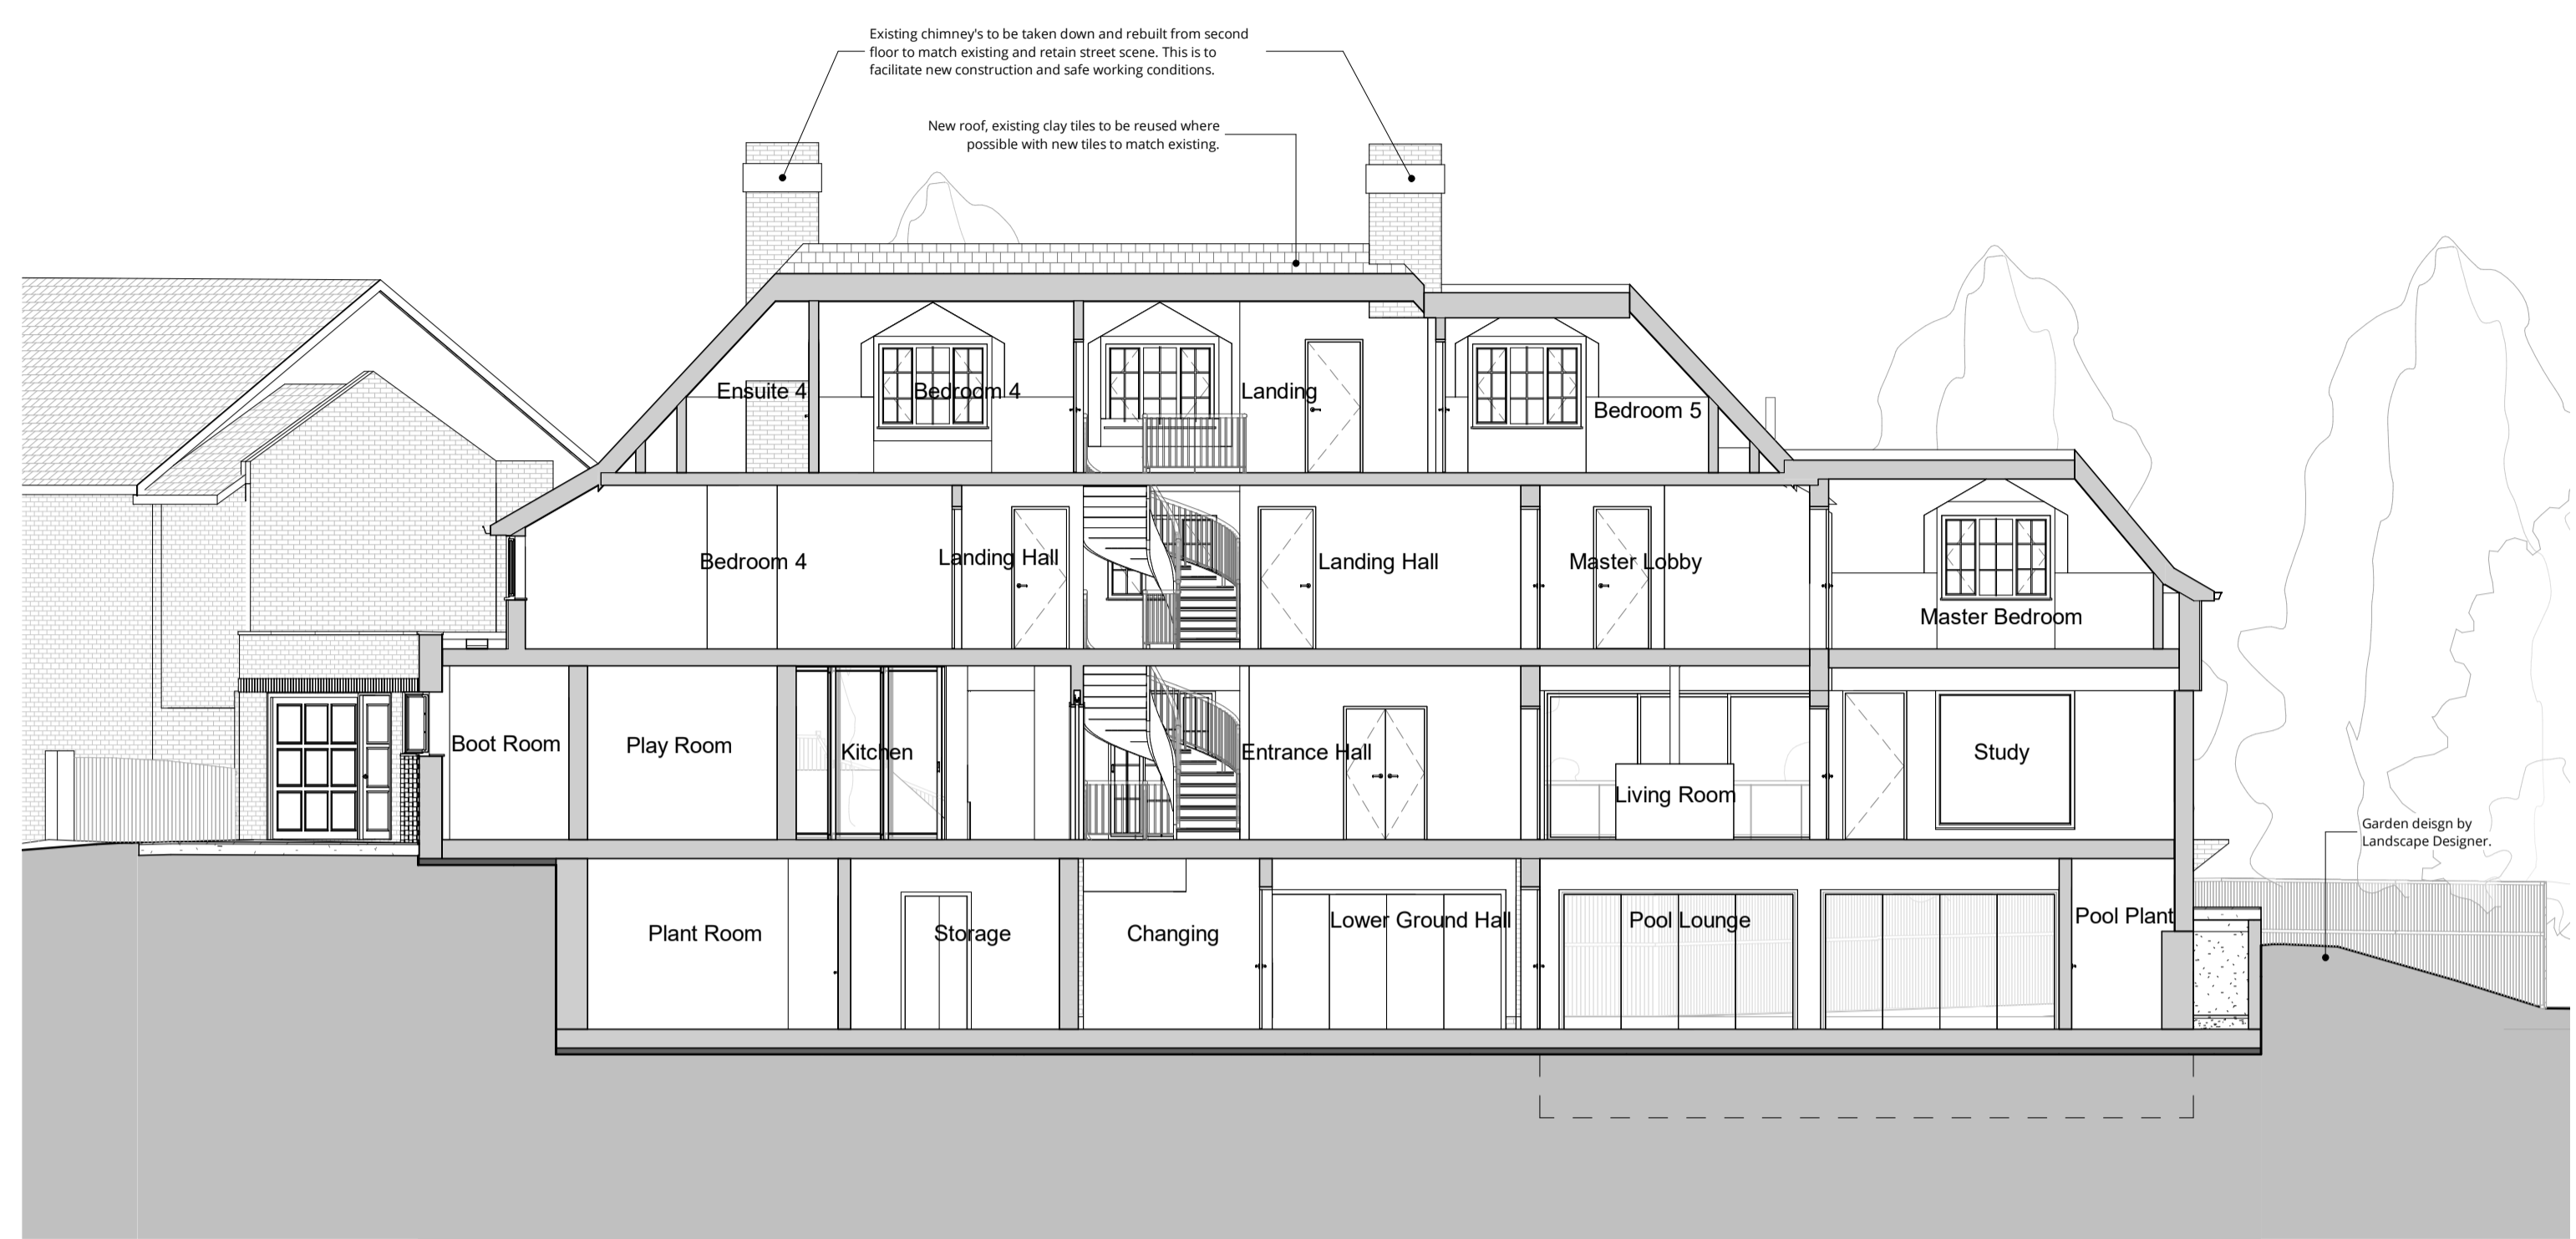 Existing chimney's to be taken down and rebuilt from second
floor to match existing and retain street scene. This is to
facilitate new construction and safe working conditions.
New roof, existing clay tiles to be reused where
possible with new tiles to match existing.
Ensuite 4
Bedroom 4
Landing
Bedroom 5
Bedroom 4
Landing Hall
Landing Hall
Master Lobby
Master Bedroom
Boot Room
Play Room
Kitchen
Entrance Hall
Living Room
Study
Garden deisgn by
Landscape Designer.
Plant Room
Storage
Changing
Lower Ground Hall
Pool Lounge
Pool Plant